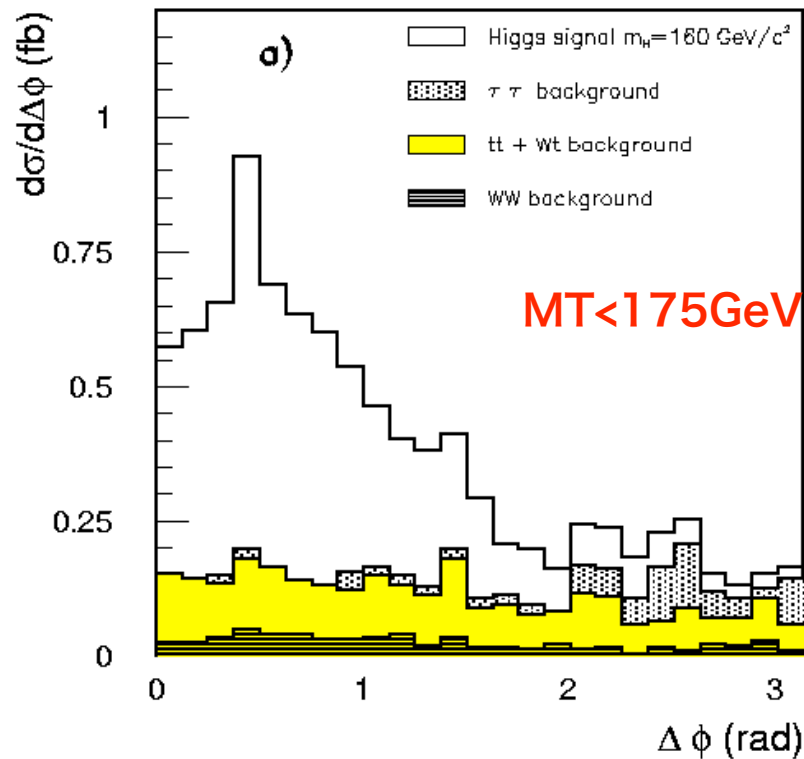 a)
Higgs signal mH=160 GeV/c²
τ τ background
tt + Wt background
WW background
MT<175GeV
dσ/dΔϕ (fb)
1
0.75
0.5
0.25
0
0 1 2 3
Δ ϕ (rad)